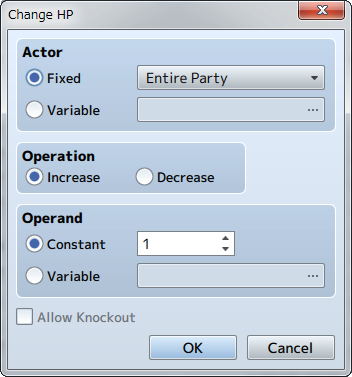 Change HP
Actor
Fixed
Entire Party
Variable
...
Operation
Increase
Decrease
Operand
Constant
1
Variable
...
Allow Knockout
OK
Cancel